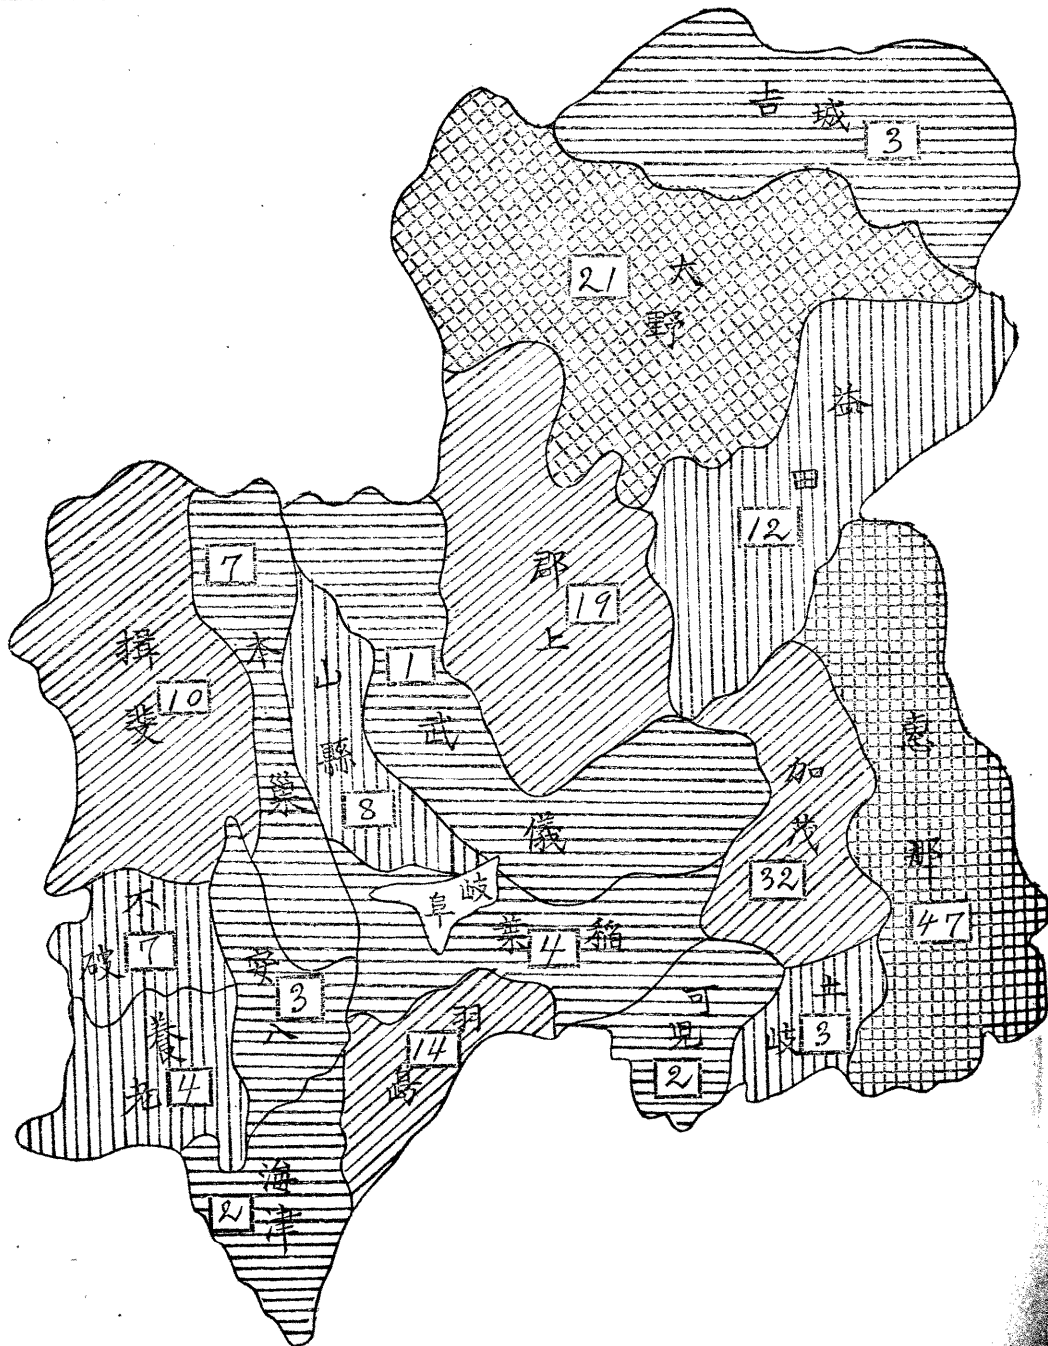 吉城
3
大野
21
益田
12
郡上
19
揖斐
10
本巣
7
山縣
8
武儀
1
加茂
32
恵那
47
岐阜
稲葉
4
不破
7
安八
3
養老
4
羽島
14
可児
2
土岐
3
海津
2